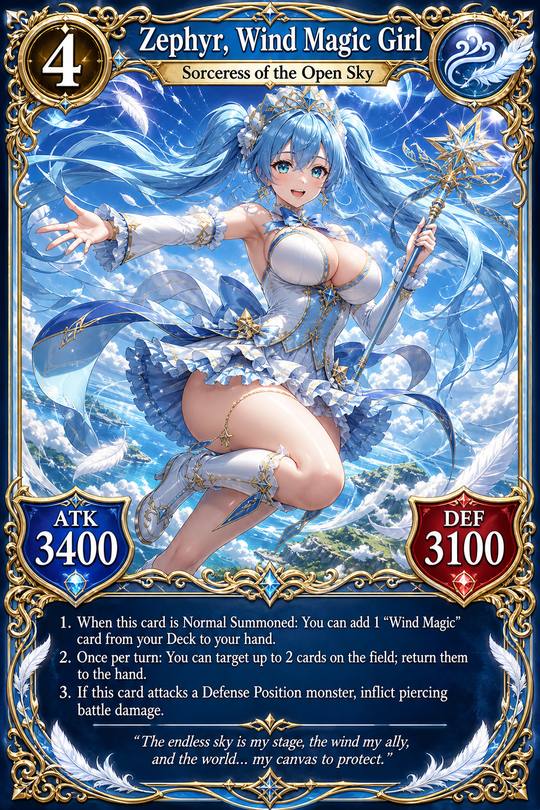 4
Zephyr, Wind Magic Girl
Sorceress of the Open Sky
ATK
3400
DEF
3100
1. When this card is Normal Summoned: You can add 1 “Wind Magic”
card from your Deck to your hand.
2. Once per turn: You can target up to 2 cards on the field; return them
to the hand.
3. If this card attacks a Defense Position monster, inflict piercing
battle damage.
“The endless sky is my stage, the wind my ally,
and the world... my canvas to protect.”